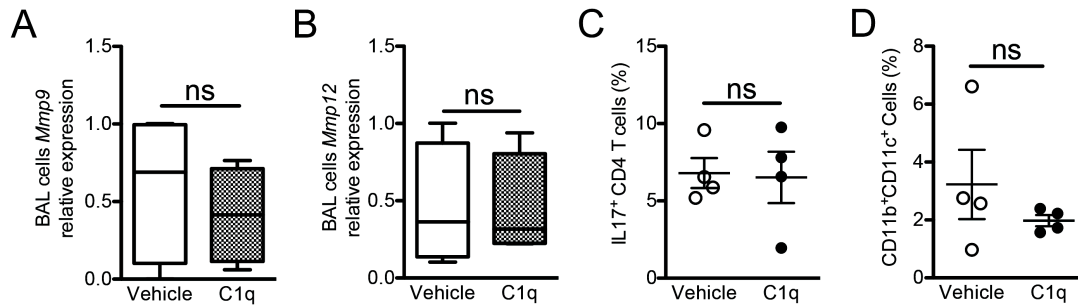 A
BAL cells Mmp9
relative expression
1.5
1.0
0.5
0.0
ns
Vehicle
C1q
B
BAL cells Mmp12
relative expression
1.5
1.0
0.5
0.0
ns
Vehicle
C1q
C
IL17⁺ CD4 T cells (%)
15
10
5
0
ns
Vehicle
C1q
D
CD11b⁺CD11c⁺ Cells (%)
8
6
4
2
0
ns
Vehicle
C1q